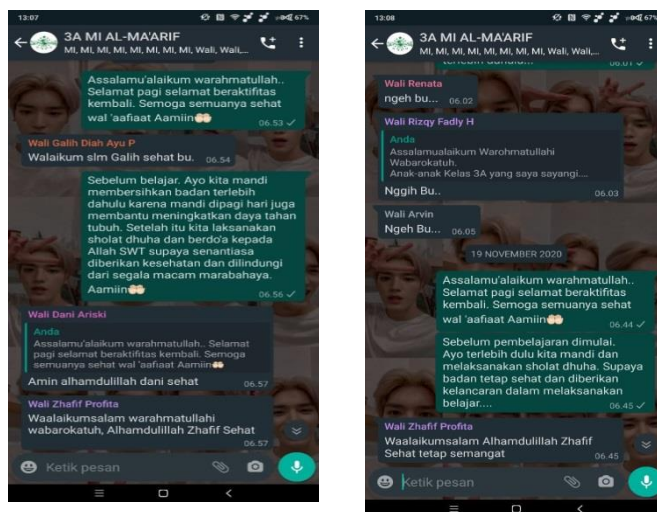 13:07
67%
3A MI AL-MA'ARIF
MI, MI, MI, MI, MI, MI, MI, Wali, Wali,...
Assalamu'alaikum warahmatullah..
Selamat pagi selamat beraktifitas
kembali. Semoga semuanya sehat
wal 'aafiaat Aamiin🤲🏻
06.53 ✓
Wali Galih Diah Ayu P
Walaikum slm Galih sehat bu. 06.54
Sebelum belajar. Ayo kita mandi
membersihkan badan terlebih
dahulu karena mandi dipagi hari juga
membantu meningkatkan daya tahan
tubuh. Setelah itu kita laksanakan
sholat dhuha dan berdo'a kepada
Allah SWT supaya senantiasa
diberikan kesehatan dan dilindungi
dari segala macam marabahaya.
Aamiin🤲🏻
06.56 ✓
Wali Dani Ariski
Anda
Assalamu'alaikum warahmatullah.. Selamat
pagi selamat beraktifitas kembali. Semoga
semuanya sehat wal 'aafiaat Aamiin🤲🏻
Amin alhamdulillah dani sehat 06.57
Wali Zhafif Profita
Waalaikumsalam warahmatullahi
wabarokatuh, Alhamdulillah Zhafif Sehat
06.57
Ketik pesan
13:08
67%
3A MI AL-MA'ARIF
MI, MI, MI, MI, MI, MI, MI, Wali, Wali,...
06.01 ✓
Wali Renata
ngeh bu... 06.02
Wali Rizqy Fadly H
Anda
Assalamualaikum Warohmatullahi
Wabarokatuh.
Anak-anak Kelas 3A yang saya sayangi....
Nggih Bu.. 06.03
Wali Arvin
Ngeh Bu... 06.05
19 NOVEMBER 2020
Assalamu'alaikum warahmatullah..
Selamat pagi selamat beraktifitas
kembali. Semoga semuanya sehat
wal 'aafiaat Aamiin🤲🏻
06.44 ✓
Sebelum pembelajaran dimulai.
Ayo terlebih dulu kita mandi dan
melaksanakan sholat dhuha. Supaya
badan tetap sehat dan diberikan
kelancaran dalam melaksanakan
belajar.... 06.45 ✓
Wali Zhafif Profita
Waalaikumsalam Alhamdulillah Zhafif
Sehat tetap semangat 06.45
Ketik pesan